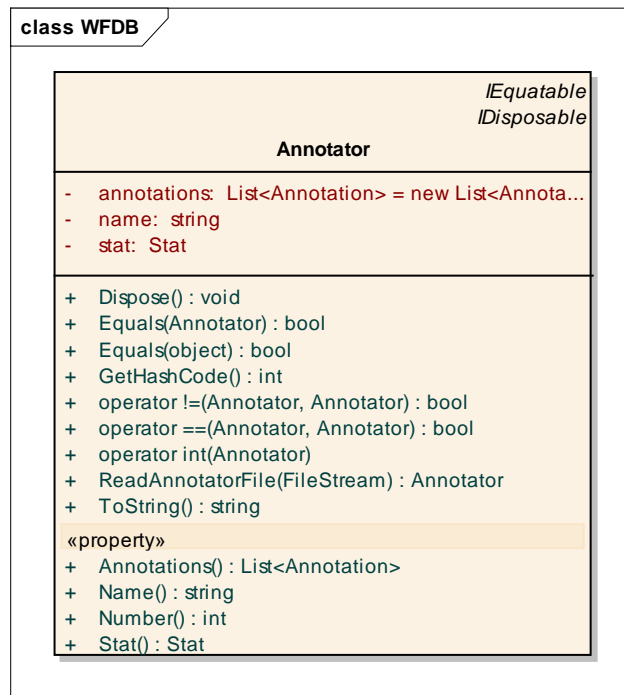 class WFDB
IEquatable
IDisposable
Annotator
- annotations: List<Annotation> = new List<Annota...
- name: string
- stat: Stat
+ Dispose() : void
+ Equals(Annotator) : bool
+ Equals(object) : bool
+ GetHashCode() : int
+ operator !=(Annotator, Annotator) : bool
+ operator ==(Annotator, Annotator) : bool
+ operator int(Annotator)
+ ReadAnnotatorFile(FileStream) : Annotator
+ ToString() : string
«property»
+ Annotations() : List<Annotation>
+ Name() : string
+ Number() : int
+ Stat() : Stat